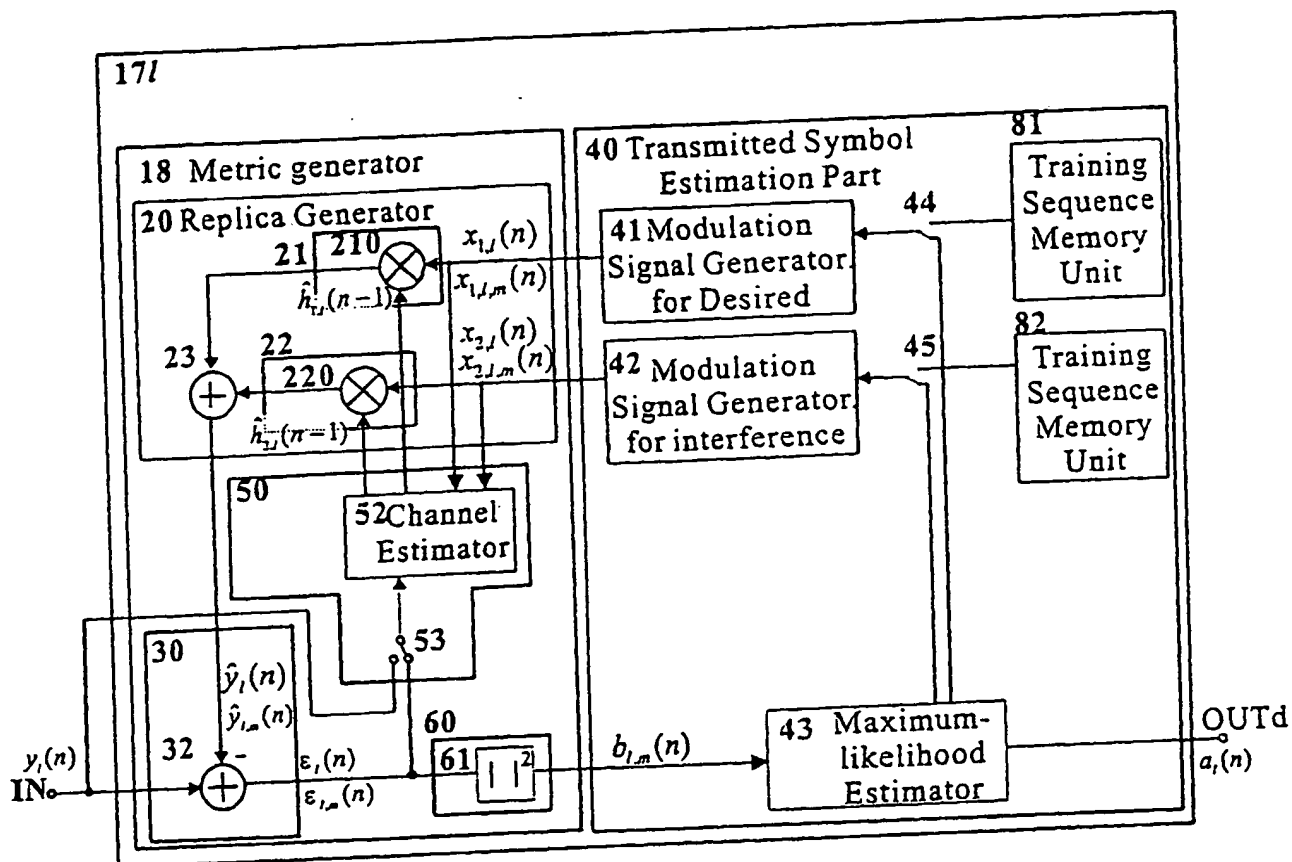 17l
18 Metric generator
20 Replica Generator
21
210
x₁,ₗ(n)
x₁,ₗ,ₘ(n)
ĥ₁,ₗ(n−1)
x₂,ₗ(n)
x₂,ₗ,ₘ(n)
22
220
23
ĥ₂,ₗ(n−1)
50
52 Channel
Estimator
53
30
ŷₗ(n)
ŷₗ,ₘ(n)
-
32
yₗ(n)
IN
εₗ(n)
εₗ,ₘ(n)
60
61
| |²
bₗ,ₘ(n)
40 Transmitted Symbol
Estimation Part
41 Modulation
Signal Generator.
for Desired
42 Modulation
Signal Generator.
for interference
44
45
81
Training
Sequence
Memory
Unit
82
Training
Sequence
Memory
Unit
43 Maximum-
likelihood
Estimator
OUTd
aₗ(n)